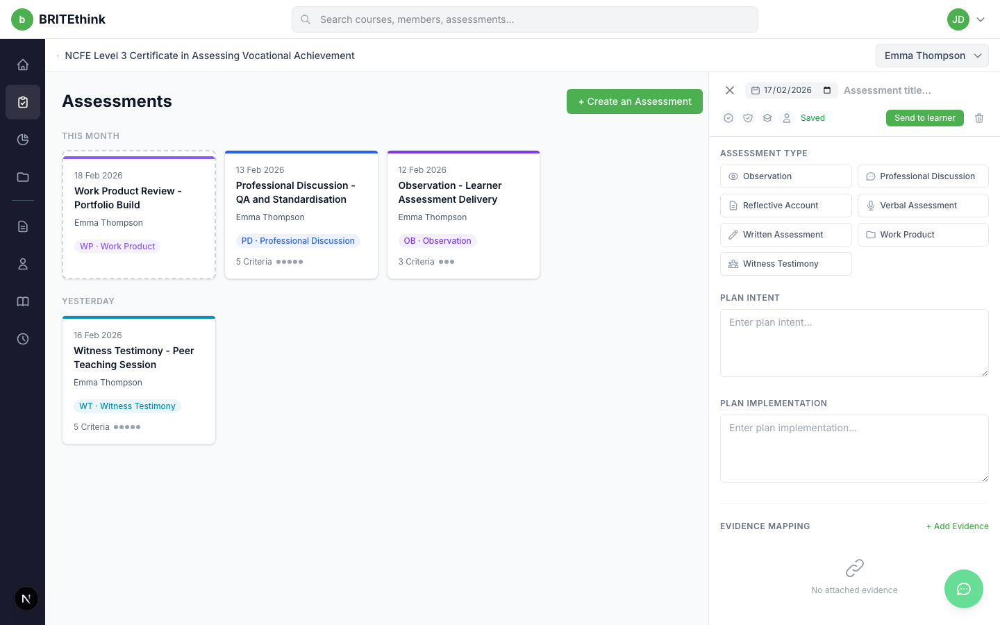 b BRITEthink
Search courses, members, assessments...
JD
· NCFE Level 3 Certificate in Assessing Vocational Achievement
Emma Thompson
Assessments
+ Create an Assessment
THIS MONTH
18 Feb 2026
Work Product Review -
Portfolio Build
Emma Thompson
WP · Work Product
13 Feb 2026
Professional Discussion -
QA and Standardisation
Emma Thompson
PD · Professional Discussion
5 Criteria
12 Feb 2026
Observation - Learner
Assessment Delivery
Emma Thompson
OB · Observation
3 Criteria
YESTERDAY
16 Feb 2026
Witness Testimony - Peer
Teaching Session
Emma Thompson
WT · Witness Testimony
5 Criteria
N
17/02/2026
Assessment title...
Saved
Send to learner
ASSESSMENT TYPE
Observation
Professional Discussion
Reflective Account
Verbal Assessment
Written Assessment
Work Product
Witness Testimony
PLAN INTENT
Enter plan intent...
PLAN IMPLEMENTATION
Enter plan implementation...
EVIDENCE MAPPING
+ Add Evidence
No attached evidence